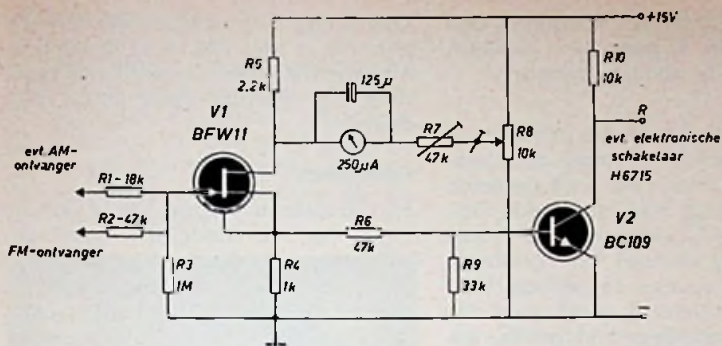 +15V
R5
2.2k
125µ
R10
10k
V1
BFW11
R
evt. AM-
ontvanger
250µA
R7
47k
R8
10k
evt. elektronische
schakelaar
H6715
R1-18k
R2-47k
FM-ontvanger
R6
47k
V2
BC109
R3
1M
R4
1k
R9
33k
−